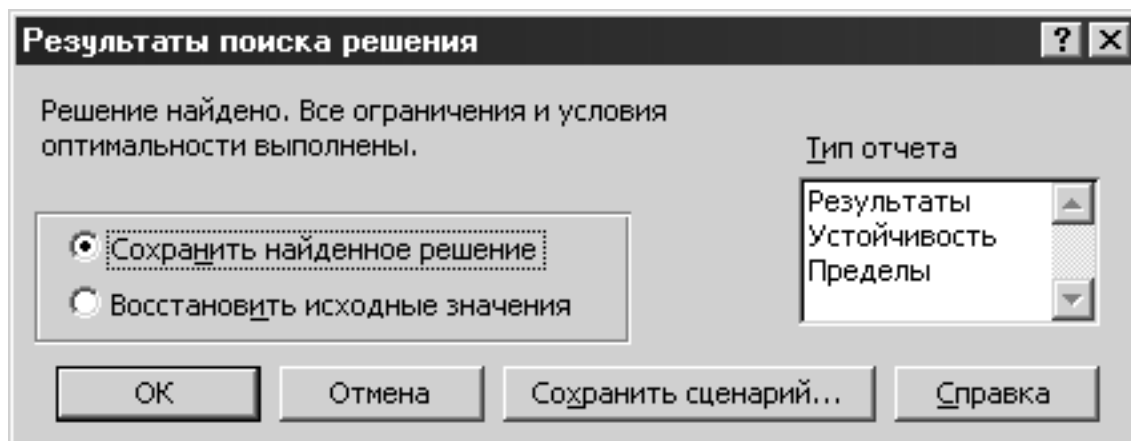 Результаты поиска решения
Решение найдено. Все ограничения и условия
оптимальности выполнены.
Тип отчета
Результаты
Устойчивость
Пределы
Сохранить найденное решение
Восстановить исходные значения
ОК Отмена Сохранить сценарий... Справка